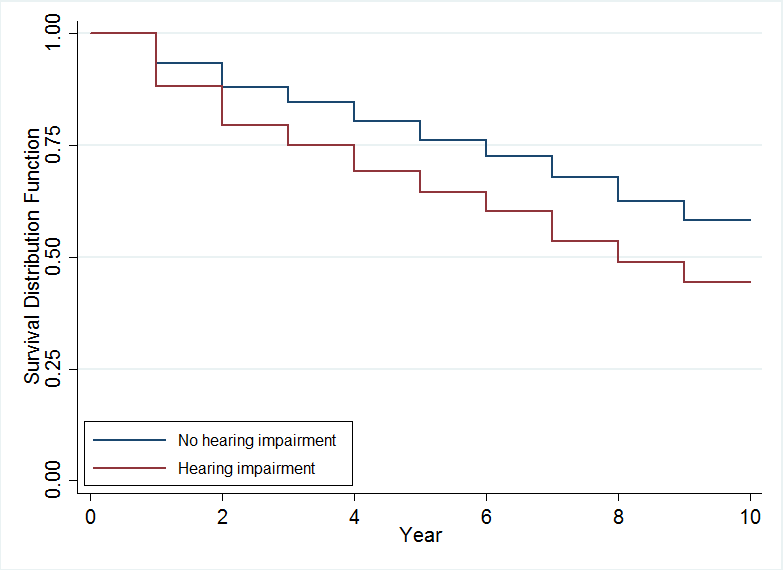 Survival Distribution Function
1.00
0.75
0.50
0.25
0.00
No hearing impairment
Hearing impairment
0 2 4 6 8 10
Year